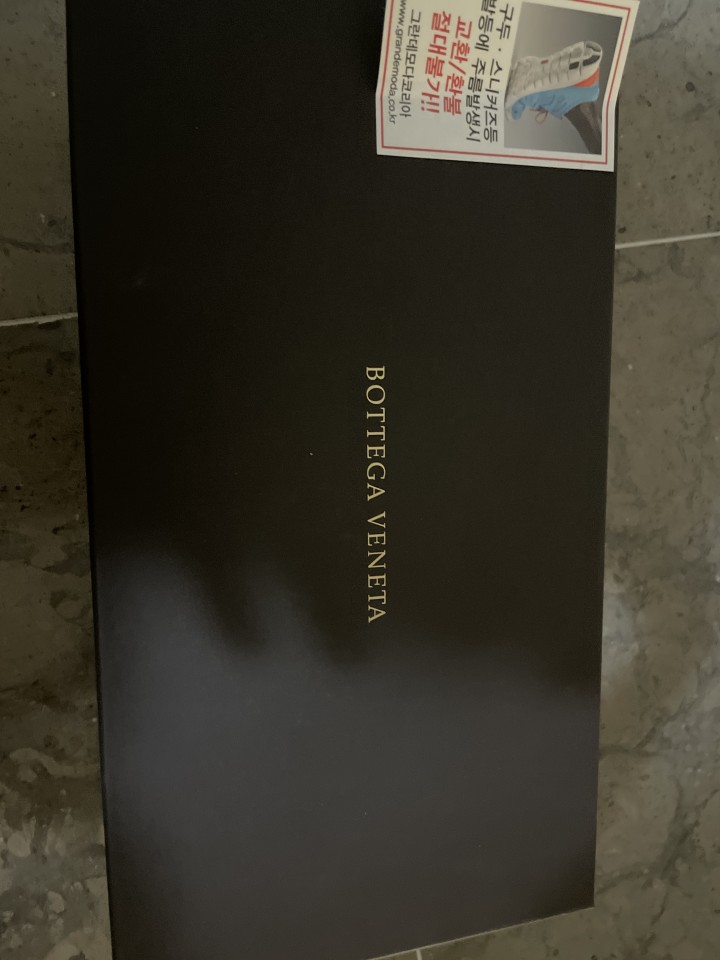 구두 · 스니커즈등
발등에 주름발생시
교환/환불
절대불가!!
그란데모다코리아
www.grandemoda.co.kr
BOTTEGA VENETA